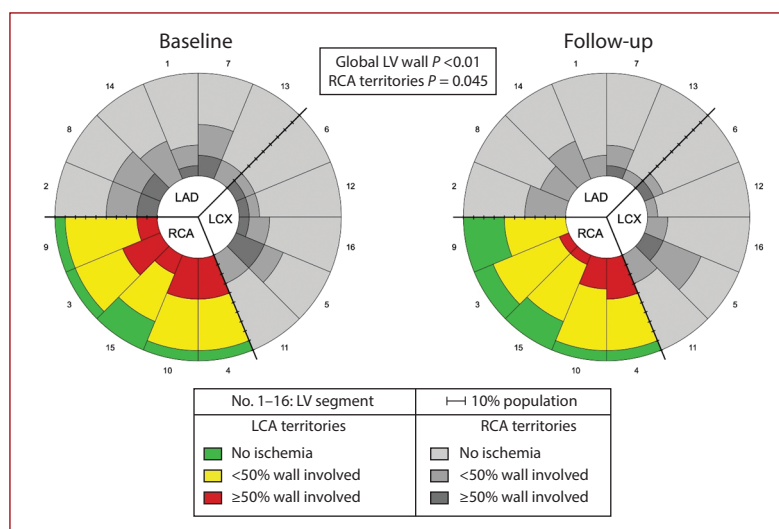 Baseline
Follow-up
Global LV wall P <0.01
RCA territories P = 0.045
1
7
14
13
8
6
2
12
9
16
3
5
15
11
10
4
LAD
LCX
RCA
1
7
14
13
8
6
2
12
9
16
3
5
15
11
10
4
LAD
LCX
RCA
No. 1–16: LV segment
10% population
LCA territories
RCA territories
No ischemia
No ischemia
<50% wall involved
<50% wall involved
≥50% wall involved
≥50% wall involved